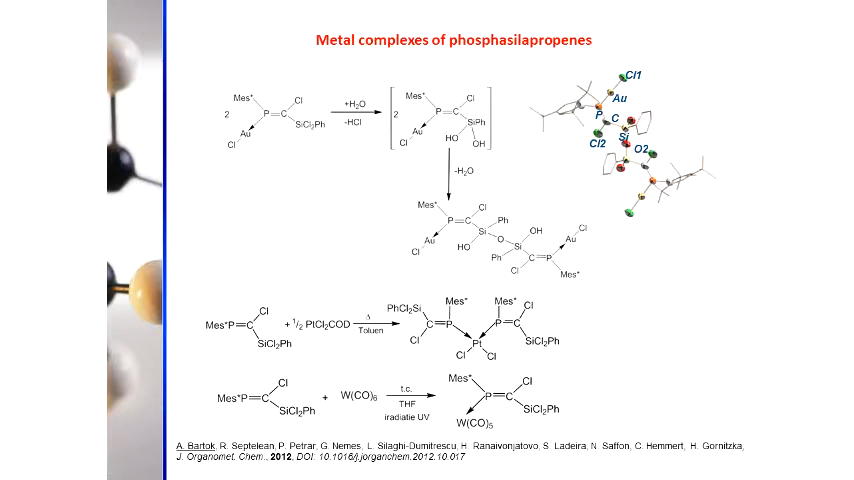 Metal complexes of phosphasilapropenes
2 Mes* P=C Cl SiCl2Ph Au Cl
+H2O
-HCl
2 Mes* P=C Cl SiPh HO OH Au Cl
-H2O
Mes* P=C Cl Au Cl Si Ph HO O Si OH Ph C=P Cl Au Cl Mes*
Cl1
Au
P
C
Cl2
Si
O2
Mes*P=C Cl SiCl2Ph
+ 1/2 PtCl2COD
Δ
Toluen
PhCl2Si Mes* C=P Cl Pt Cl Cl Mes* P=C Cl SiCl2Ph
Mes*P=C Cl SiCl2Ph
+ W(CO)6
t.c.
THF
iradiatie UV
Mes* P=C Cl SiCl2Ph W(CO)5
A. Bartok, R. Septelean, P. Petrar, G. Nemes, L. Silaghi-Dumitrescu, H. Ranaivonjatovo, S. Ladeira, N. Saffon, C. Hemmert, H. Gornitzka,
J. Organomet. Chem., 2012, DOI: 10.1016/j.jorganchem.2012.10.017